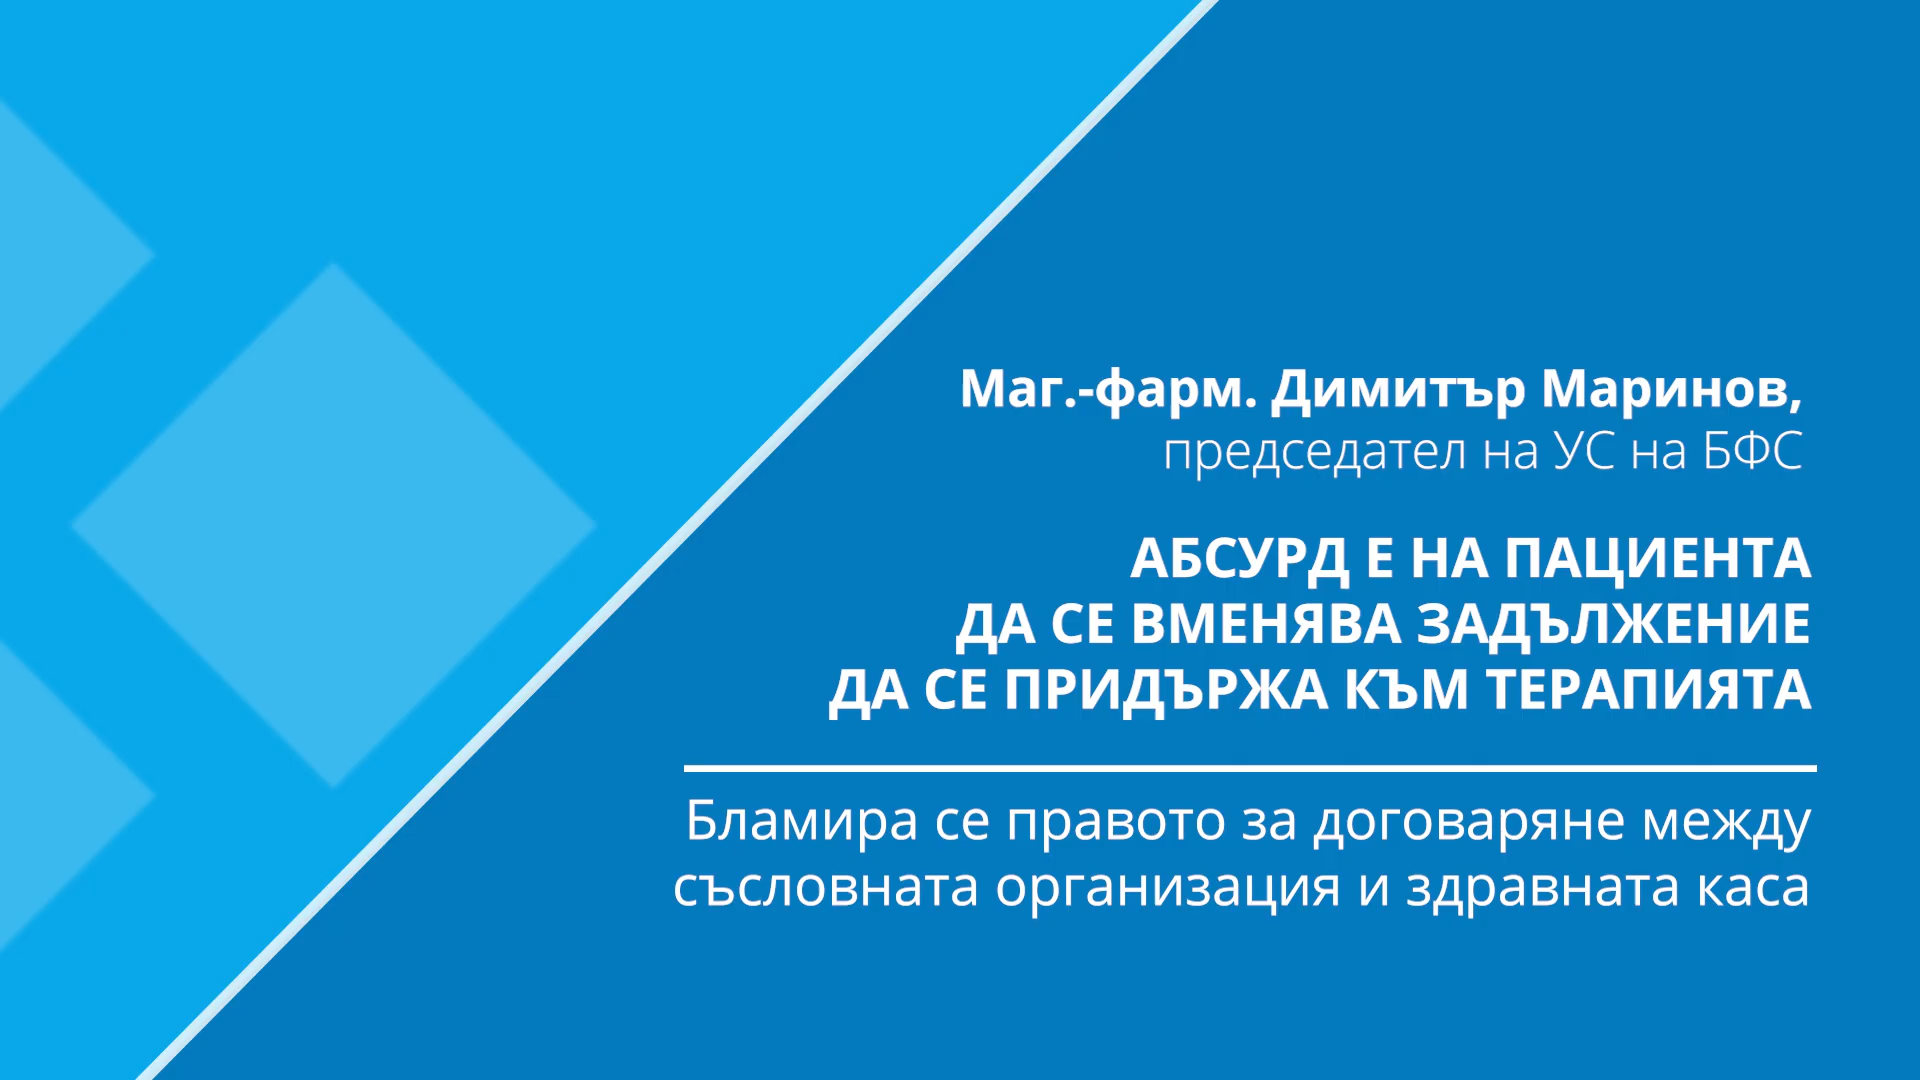 Маг.-фарм. Димитър Маринов,
председател на УС на БФС
АБСУРД Е НА ПАЦИЕНТА
ДА СЕ ВМЕНЯВА ЗАДЪЛЖЕНИЕ
ДА СЕ ПРИДЪРЖА КЪМ ТЕРАПИЯТА
Бламира се правото за договаряне между
съсловната организация и здравната каса